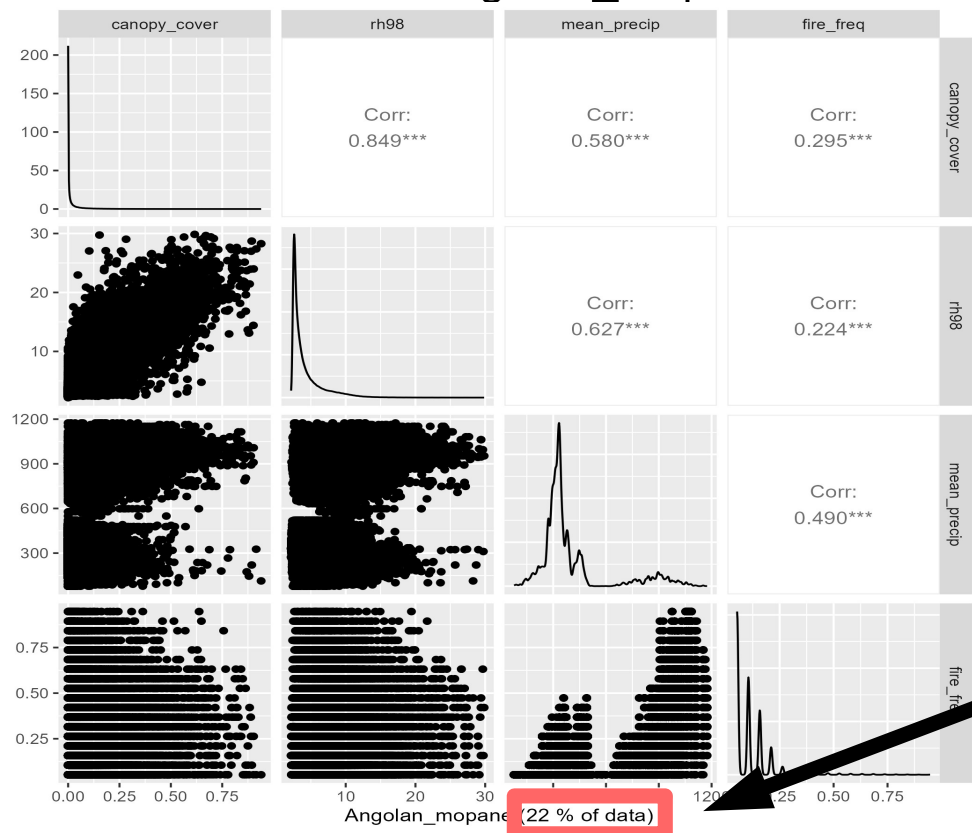 canopy_cover rh98 mean_precip fire_freq
200
150
100
50
0
Corr:
0.849***
Corr:
0.580***
Corr:
0.295***
canopy_cover
30
20
10
Corr:
0.627***
Corr:
0.224***
rh98
1200
900
600
300
Corr:
0.490***
mean_precip
0.75
0.50
0.25
0.00 0.25 0.50 0.75 10 20 30 0.50 0.75
Angolan_mopane (22 % of data)